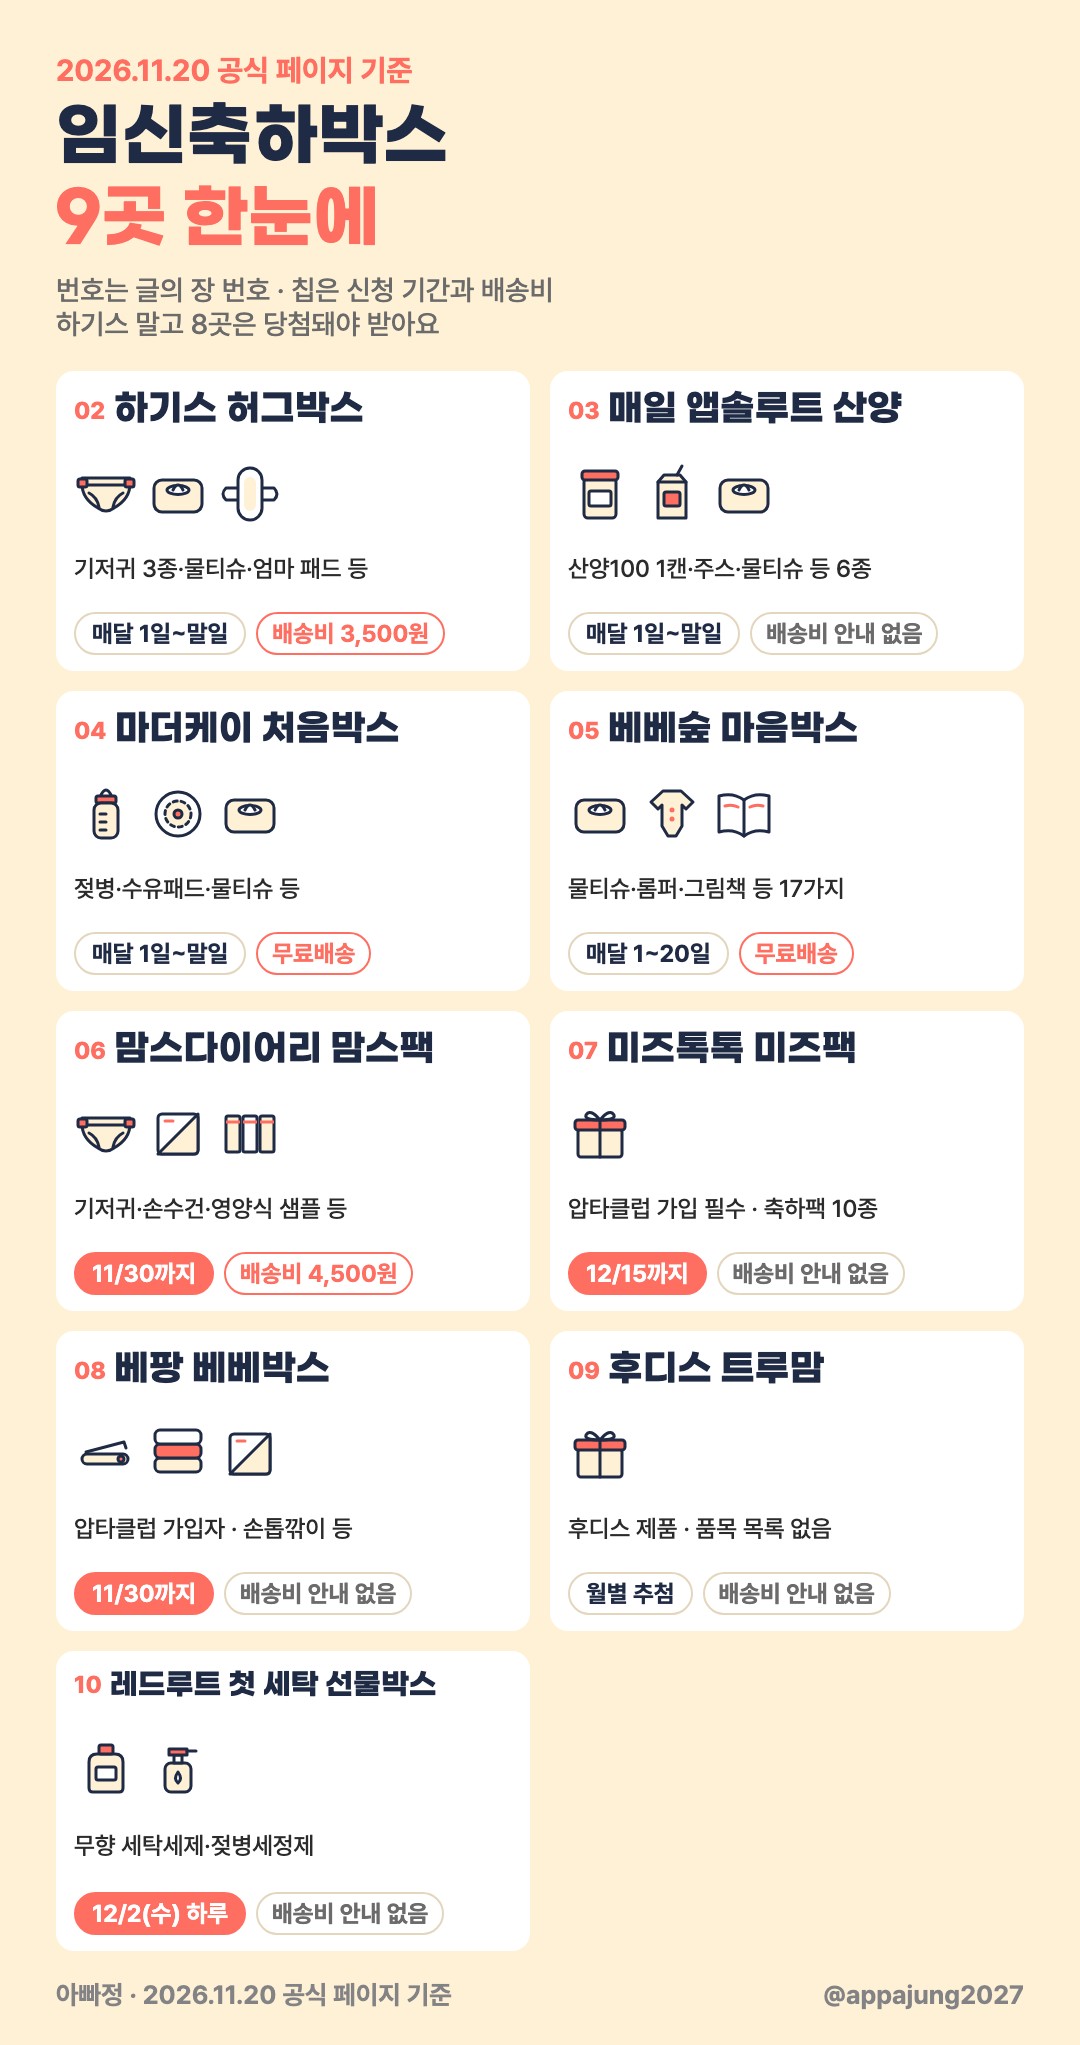 2026.11.20 공식 페이지 기준
임신축하박스
9곳 한눈에
번호는 글의 장 번호 · 칩은 신청 기간과 배송비
하기스 말고 8곳은 당첨돼야 받아요
02 하기스 허그박스
기저귀 3종·물티슈·엄마 패드 등
매달 1일~말일 배송비 3,500원
03 매일 앱솔루트 산양
산양100 1캔·주스·물티슈 등 6종
매달 1일~말일 배송비 안내 없음
04 마더케이 처음박스
젖병·수유패드·물티슈 등
매달 1일~말일 무료배송
05 베베숲 마음박스
물티슈·롬퍼·그림책 등 17가지
매달 1~20일 무료배송
06 맘스다이어리 맘스팩
기저귀·손수건·영양식 샘플 등
11/30까지 배송비 4,500원
07 미즈톡톡 미즈팩
압타클럽 가입 필수 · 축하팩 10종
12/15까지 배송비 안내 없음
08 베팡 베베박스
압타클럽 가입자 · 손톱깎이 등
11/30까지 배송비 안내 없음
09 후디스 트루맘
후디스 제품 · 품목 목록 없음
월별 추첨 배송비 안내 없음
10 레드루트 첫 세탁 선물박스
무향 세탁세제·젖병세정제
12/2(수) 하루 배송비 안내 없음
아빠정 · 2026.11.20 공식 페이지 기준
@appajung2027